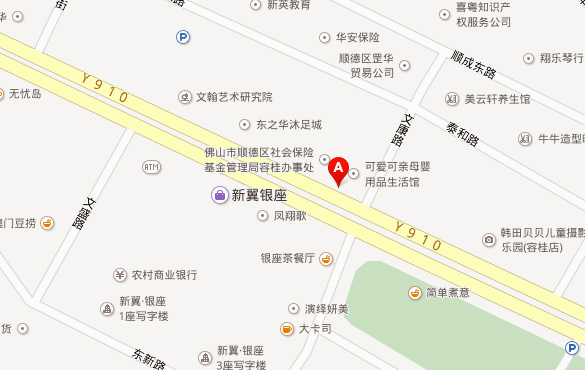 街
路
华
新英教育
喜粤知识产
权服务公司
P
华安保险
顺德区罡华
贸易公司
顺成东路
翔乐琴行
无忧岛
Y910
文翰艺术研究院
美云轩养生馆
文庚路
泰和路
东之华沐足城
牛牛造型
佛山市顺德区社会保险
基金管理局容桂办事处
A
可爱可亲母婴
用品生活馆
ATM
新翼银座
文盛路
凤翔歌
澳门豆捞
Y910
韩田贝贝儿童摄影
乐园(容桂店)
银座茶餐厅
农村商业银行
简单煮意
新翼·银座
1座写字楼
演绎妍美
货
大卡司
东新路
新翼·银座
3座写字楼
P